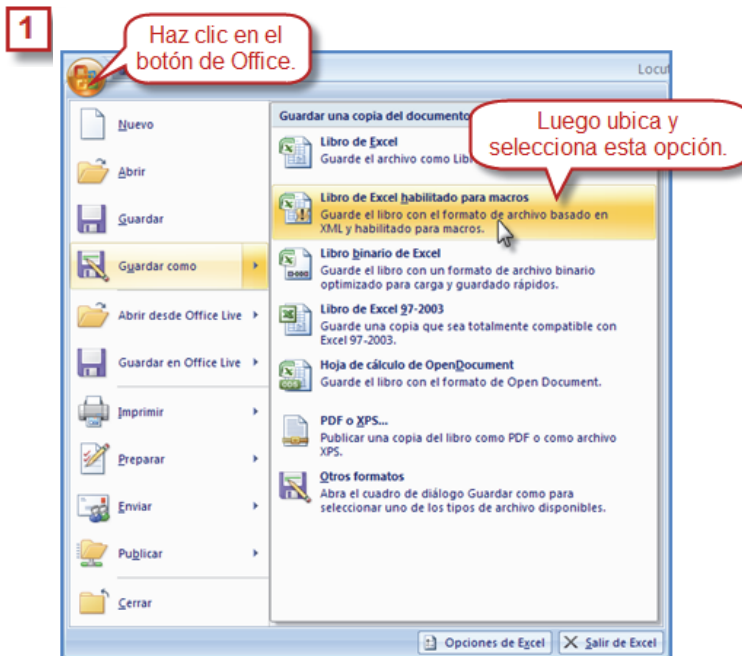 1
Haz clic en el
botón de Office.
Locut
Nuevo
Abrir
Guardar
Guardar como
Abrir desde Office Live
Guardar en Office Live
Imprimir
Preparar
Enviar
Publicar
Cerrar
Guardar una copia del documento
Luego ubica y
selecciona esta opción.
Libro de Excel
Guarde el archivo como Lib
Libro de Excel habilitado para macros
Guarde el libro con el formato de archivo basado en
XML y habilitado para macros.
Libro binario de Excel
Guarde el libro con un formato de archivo binario
optimizado para carga y guardado rápidos.
Libro de Excel 97-2003
Guarde una copia que sea totalmente compatible con
Excel 97-2003.
Hoja de cálculo de OpenDocument
Guarde el libro con el formato de Open Document.
PDF o XPS...
Publicar una copia del libro como PDF o como archivo
XPS.
Otros formatos
Abra el cuadro de diálogo Guardar como para
seleccionar uno de los tipos de archivo disponibles.
Opciones de Excel
Salir de Excel